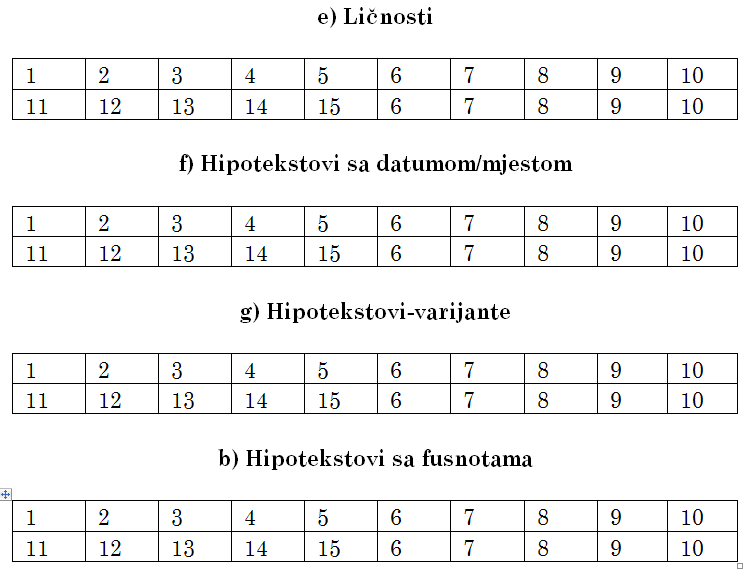 e) Ličnosti
1 2 3 4 5 6 7 8 9 10
11 12 13 14 15 6 7 8 9 10
f) Hipotekstovi sa datumom/mjestom
1 2 3 4 5 6 7 8 9 10
11 12 13 14 15 6 7 8 9 10
g) Hipotekstovi-varijante
1 2 3 4 5 6 7 8 9 10
11 12 13 14 15 6 7 8 9 10
b) Hipotekstovi sa fusnotama
1 2 3 4 5 6 7 8 9 10
11 12 13 14 15 6 7 8 9 10